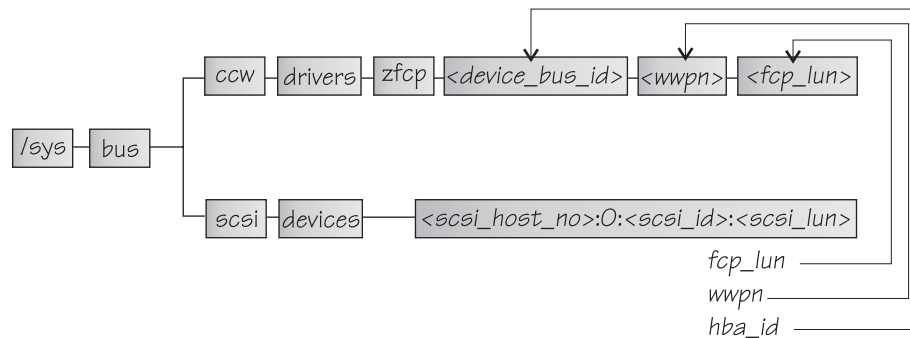 ccw drivers zfcp <device_bus_id> <wwpn> <fcp_lun>
/sys bus
scsi devices <scsi_host_no>:0:<scsi_id>:<scsi_lun>
fcp_lun
wwpn
hba_id